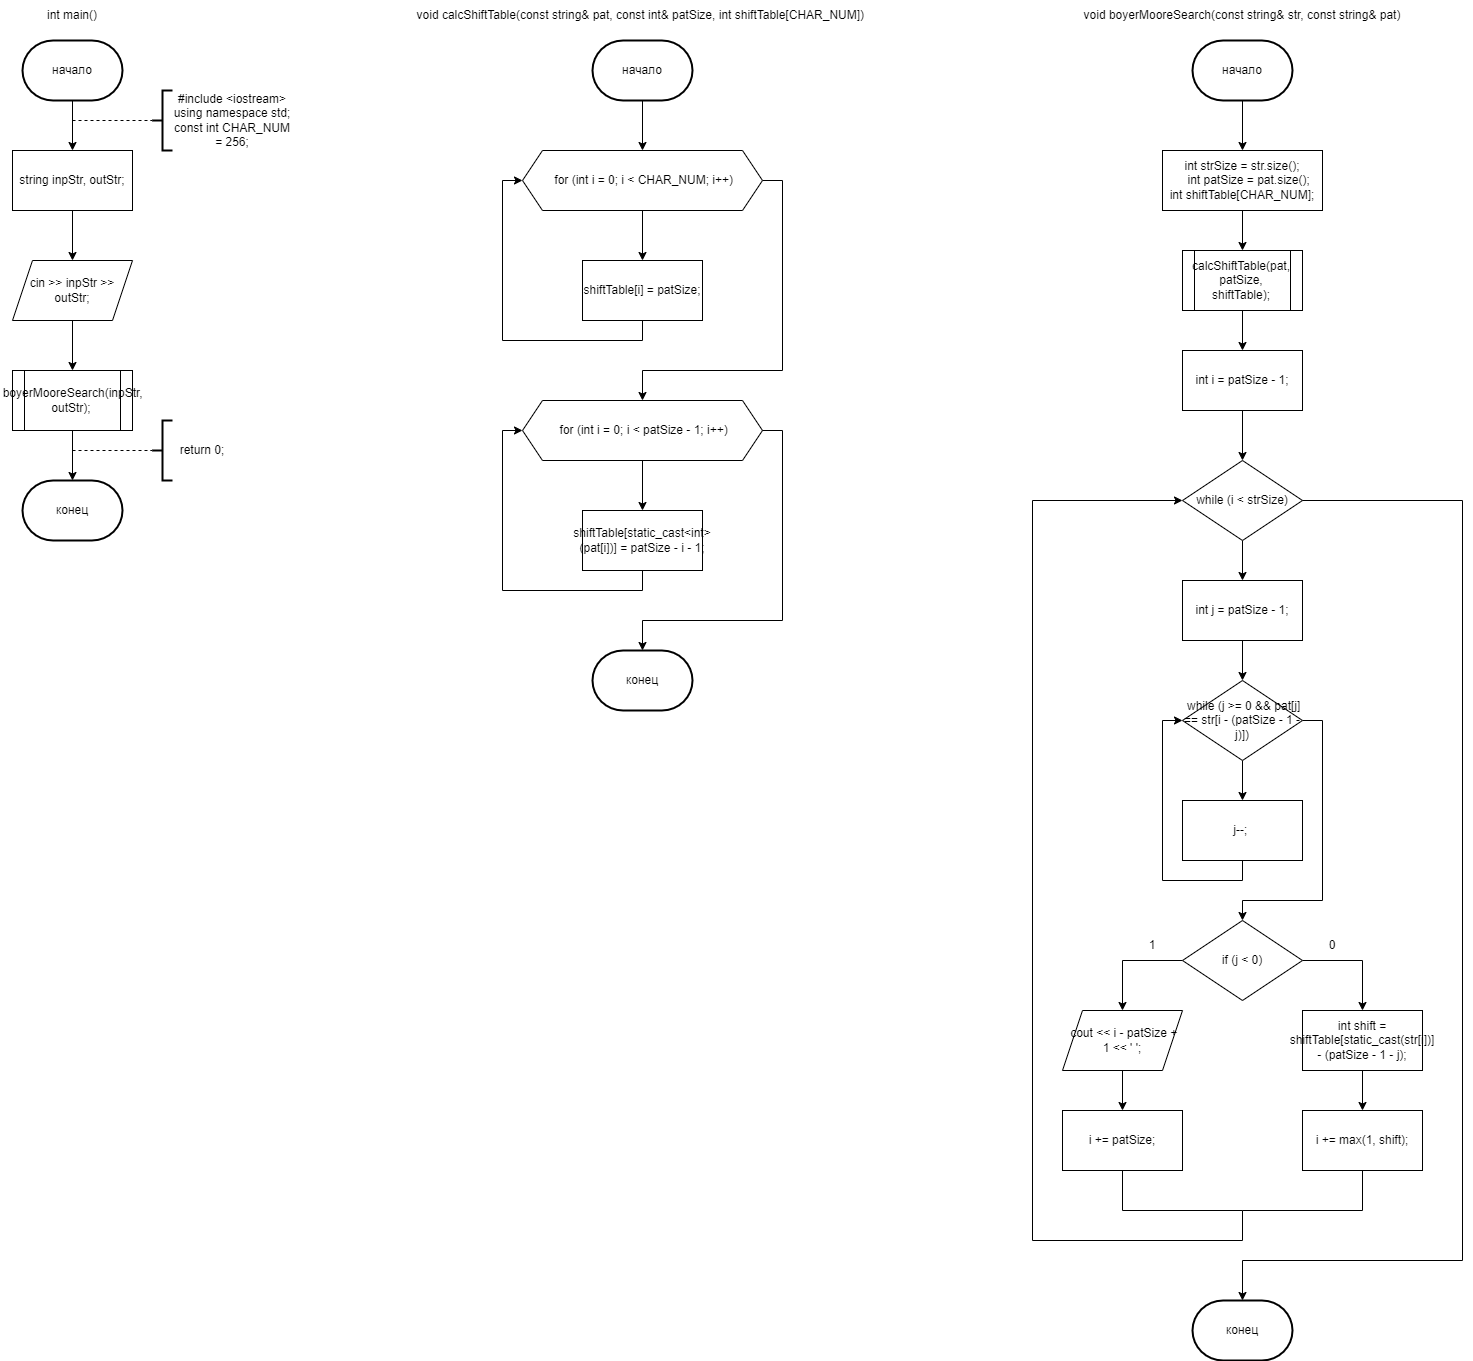 int main()
начало
#include <iostream>
using namespace std;
const int CHAR_NUM
= 256;
string inpStr, outStr;
cin >> inpStr >>
outStr;
boyerMooreSearch(inpStr,
outStr);
return 0;
конец
void calcShiftTable(const string& pat, const int& patSize, int shiftTable[CHAR_NUM])
начало
for (int i = 0; i < CHAR_NUM; i++)
shiftTable[i] = patSize;
for (int i = 0; i < patSize - 1; i++)
shiftTable[static_cast<int>
(pat[i])] = patSize - i - 1;
конец
void boyerMooreSearch(const string& str, const string& pat)
начало
int strSize = str.size();
int patSize = pat.size();
int shiftTable[CHAR_NUM];
calcShiftTable(pat,
patSize,
shiftTable);
int i = patSize - 1;
while (i < strSize)
int j = patSize - 1;
while (j >= 0 && pat[j]
== str[i - (patSize - 1 -
j)])
j--;
if (j < 0)
1
0
cout << i - patSize +
1 << ' ';
int shift =
shiftTable[static_cast(str[i])]
- (patSize - 1 - j);
i += patSize;
i += max(1, shift);
конец